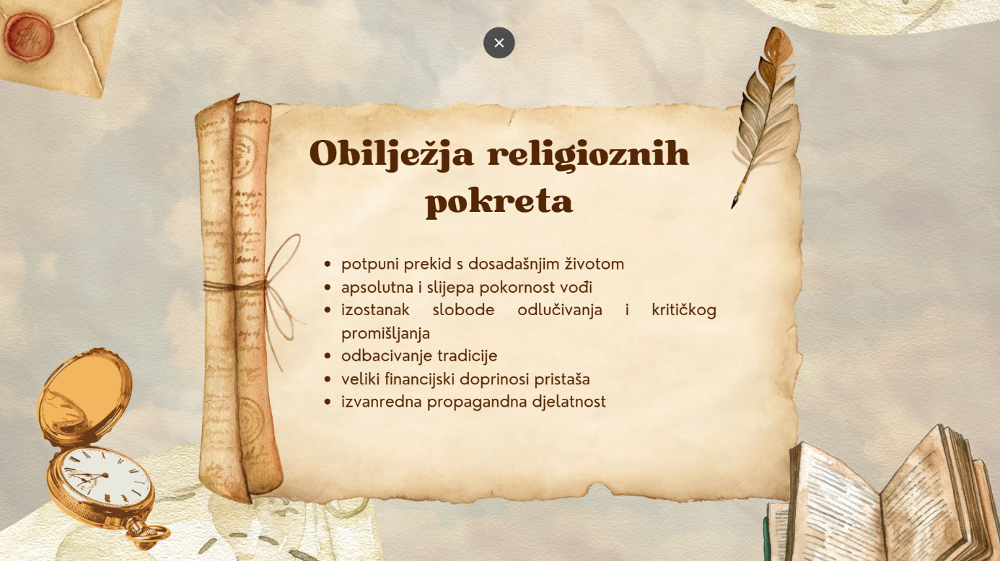 Obilježja religioznih
pokreta
• potpuni prekid s dosadašnjim životom
• apsolutna i slijepa pokornost vođi
• izostanak slobode odlučivanja i kritičkog
promišljanja
• odbacivanje tradicije
• veliki financijski doprinosi pristaša
• izvanredna propagandna djelatnost